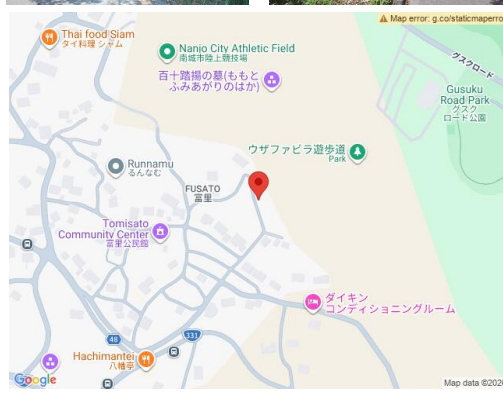 Map error: g.co/staticmaperro
Thai food Siam
タイ料理 シャム
Nanjo City Athletic Field
南城市陸上競技場
百十踏揚の墓(ももと
ふみあがりのはか)
グスクロード
Gusuku
Road Park
グスク
ロード公園
ウザファビラ遊歩道
Park
Runnamu
るんなむ
FUSATO
富里
Tomisato
Community Center
富里公民館
ダイキン
コンディショニングルーム
331
48
Hachimantei
八幡亭
Google
Map data ©2026